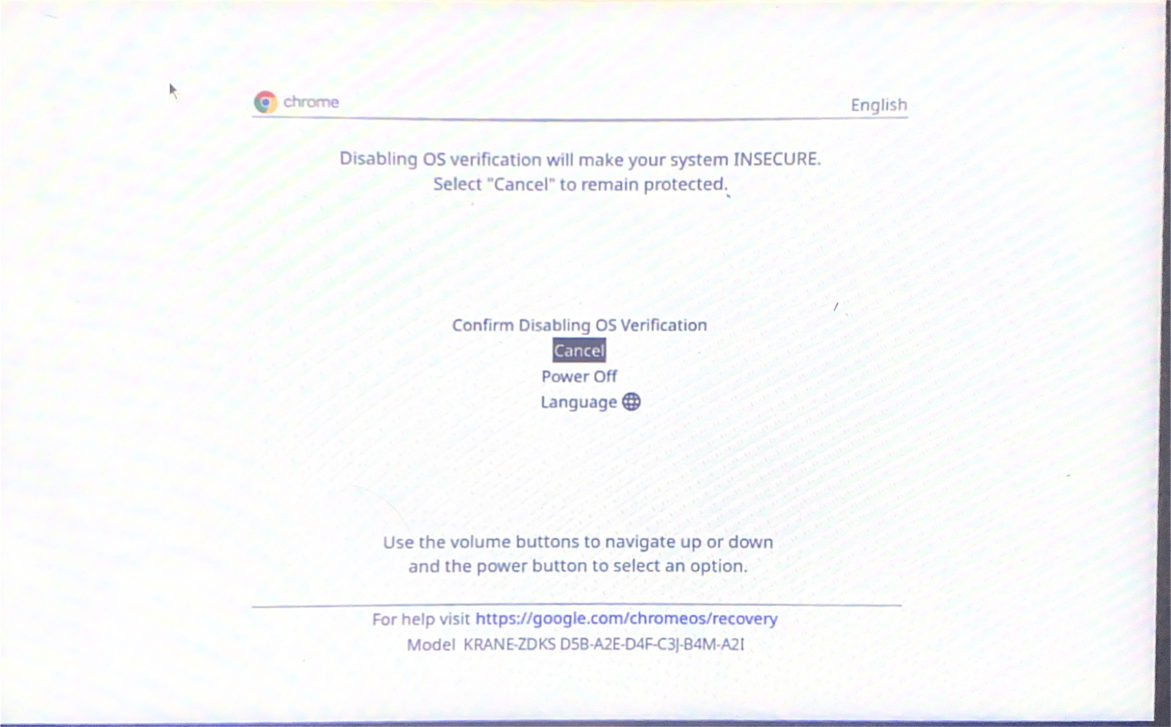 chrome
English
Disabling OS verification will make your system INSECURE.
Select "Cancel" to remain protected.
Confirm Disabling OS Verification
Cancel
Power Off
Language
Use the volume buttons to navigate up or down
and the power button to select an option.
For help visit https://google.com/chromeos/recovery
Model KRANE-ZDKS D5B-A2E-D4F-C3J-B4M-A2I